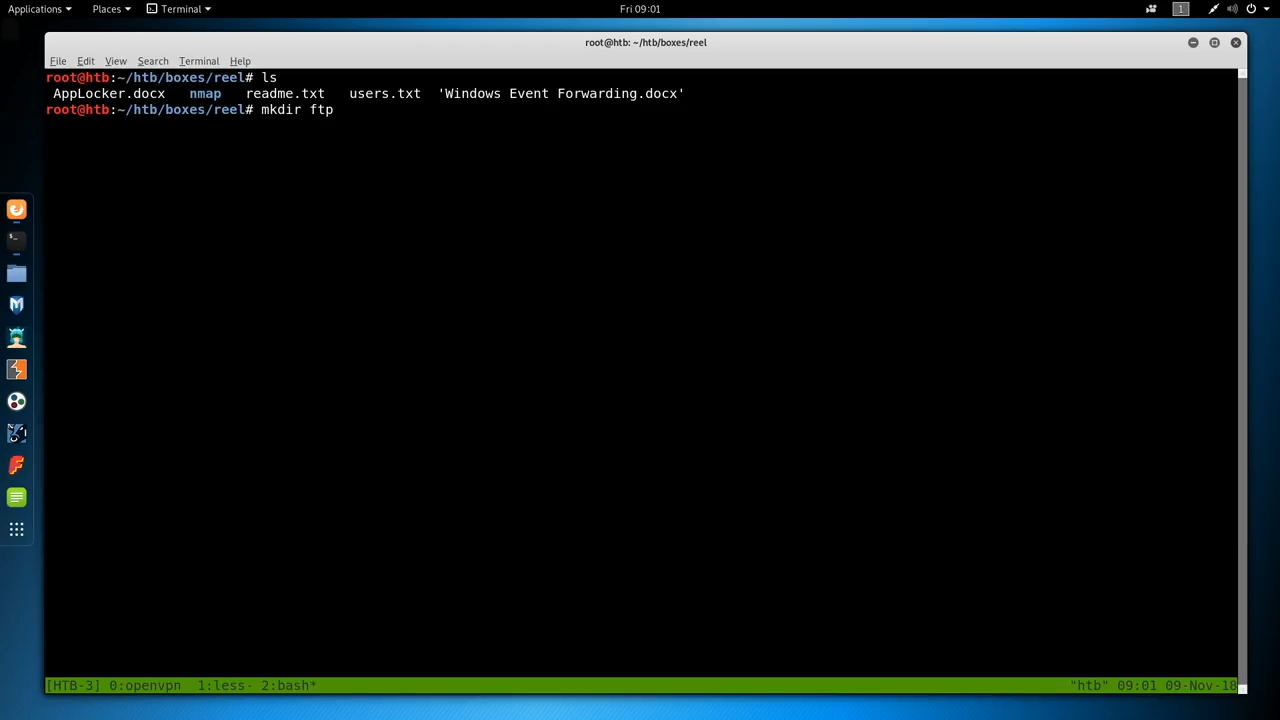 Applications Places Terminal Fri 09:01 1
root@htb: ~/htb/boxes/reel
File Edit View Search Terminal Help
root@htb:~/htb/boxes/reel# ls
AppLocker.docx nmap readme.txt users.txt 'Windows Event Forwarding.docx'
root@htb:~/htb/boxes/reel# mkdir ftp
[HTB-3] 0:openvpn 1:less- 2:bash* "htb" 09:01 09-Nov-18